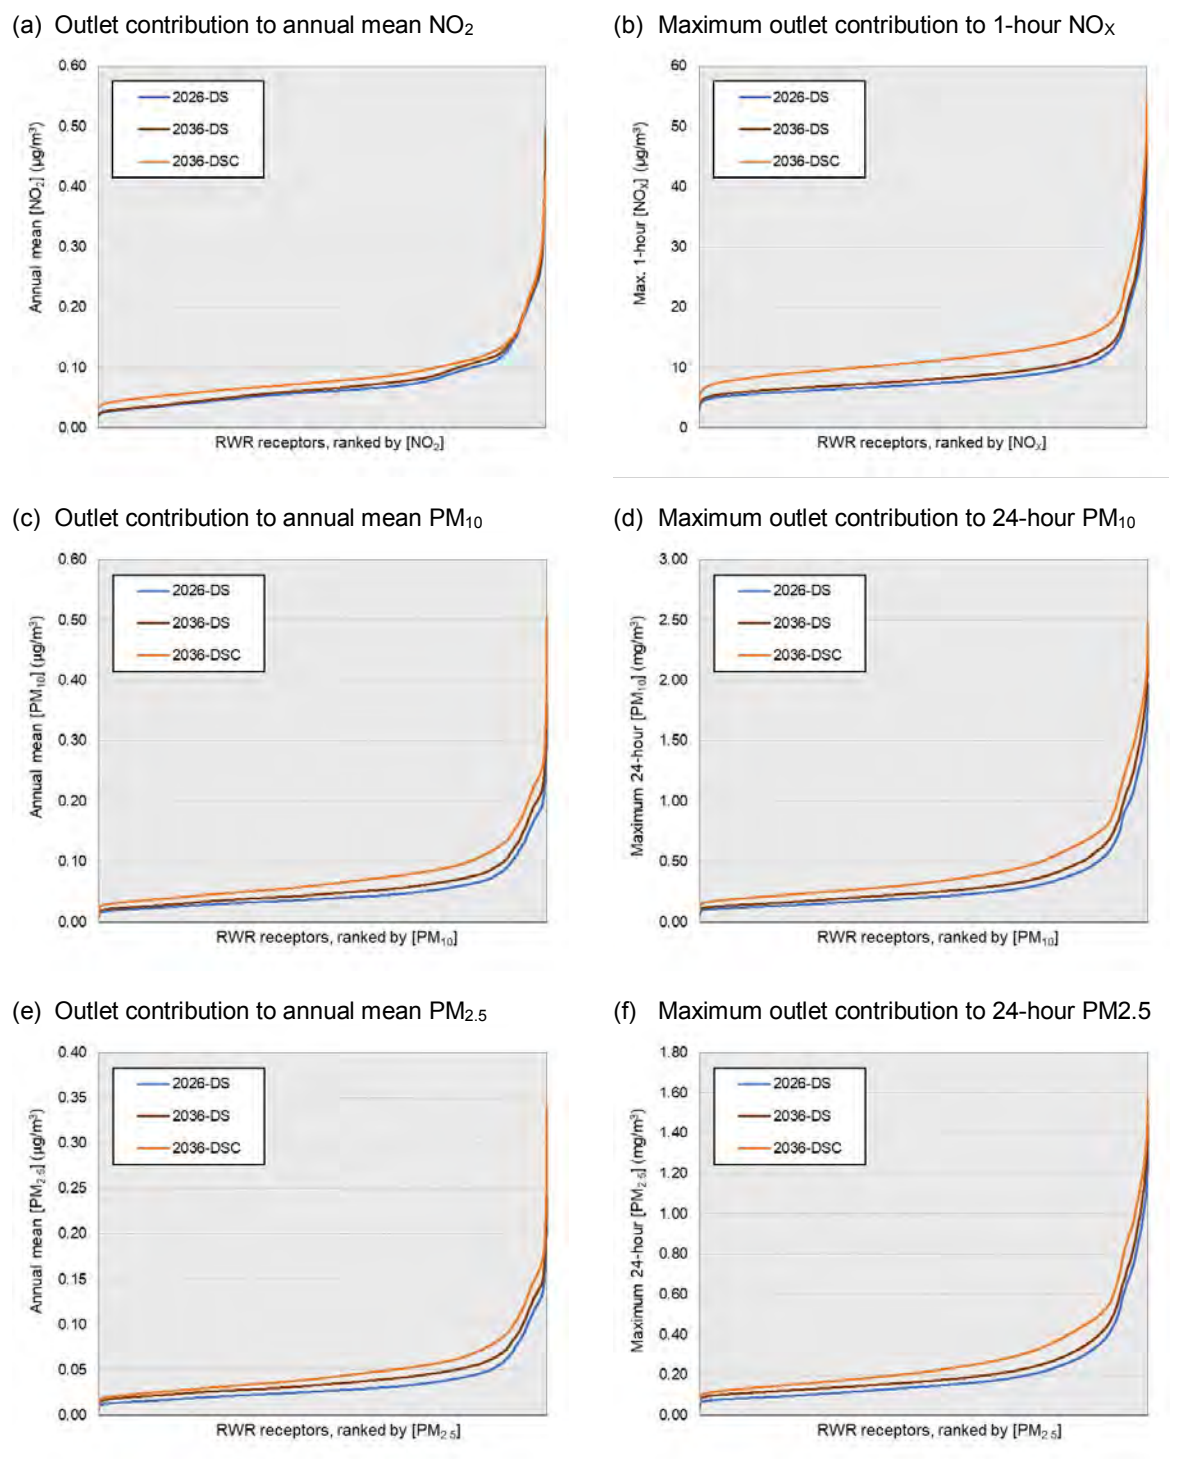 (a) Outlet contribution to annual mean NO2
0.60
0.50
0.40
0.30
0.20
0.10
0.00
Annual mean [NO2] (µg/m³)
2026-DS
2036-DS
2036-DSC
RWR receptors, ranked by [NO2]
(b) Maximum outlet contribution to 1-hour NOX
60
50
40
30
20
10
0
Max. 1-hour [NOX] (µg/m³)
2026-DS
2036-DS
2036-DSC
RWR receptors, ranked by [NOX]
(c) Outlet contribution to annual mean PM10
0.60
0.50
0.40
0.30
0.20
0.10
0.00
Annual mean [PM10] (µg/m³)
2026-DS
2036-DS
2036-DSC
RWR receptors, ranked by [PM10]
(d) Maximum outlet contribution to 24-hour PM10
3.00
2.50
2.00
1.50
1.00
0.50
0.00
Maximum 24-hour [PM10] (mg/m³)
2026-DS
2036-DS
2036-DSC
RWR receptors, ranked by [PM10]
(e) Outlet contribution to annual mean PM2.5
0.40
0.35
0.30
0.25
0.20
0.15
0.10
0.05
0.00
Annual mean [PM2.5] (µg/m³)
2026-DS
2036-DS
2036-DSC
RWR receptors, ranked by [PM2.5]
(f) Maximum outlet contribution to 24-hour PM2.5
1.80
1.60
1.40
1.20
1.00
0.80
0.60
0.40
0.20
0.00
Maximum 24-hour [PM2.5] (mg/m³)
2026-DS
2036-DS
2036-DSC
RWR receptors, ranked by [PM2.5]